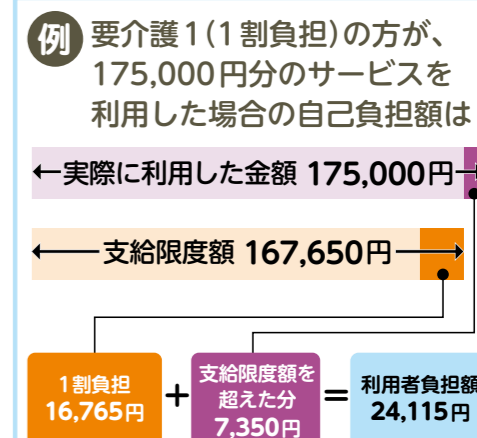 例 要介護1(1割負担)の方が、
175,000円分のサービスを
利用した場合の自己負担額は
←実際に利用した金額 175,000円→
←支給限度額 167,650円→
1割負担
16,765円
+
支給限度額を
超えた分
7,350円
=
利用者負担額
24,115円